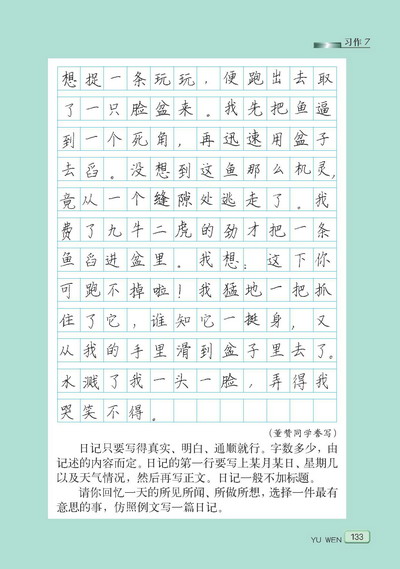 习作7
想捉一条玩玩，便跑出去取
了一只脸盆来。我先把鱼逼
到一个死角，再迅速用盆子
去舀。没想到这鱼那么机灵，
竟从一个缝隙处逃走了。我
费了九牛二虎的劲才把一条
鱼舀进盆里。我想：这下你
可跑不掉啦！我猛地一把抓
住了它，谁知它一挺身，又
从我的手里滑到盆子里去了。
水溅了我一头一脸，弄得我
哭笑不得。
（董赞同学誊写）
日记只要写得真实、明白、通顺就行。字数多少，由
记述的内容而定。日记的第一行要写上某月某日、星期几
以及天气情况，然后再写正文。日记一般不加标题。
请你回忆一天的所见所闻、所做所想，选择一件最有
意思的事，仿照例文写一篇日记。
YU WEN 133